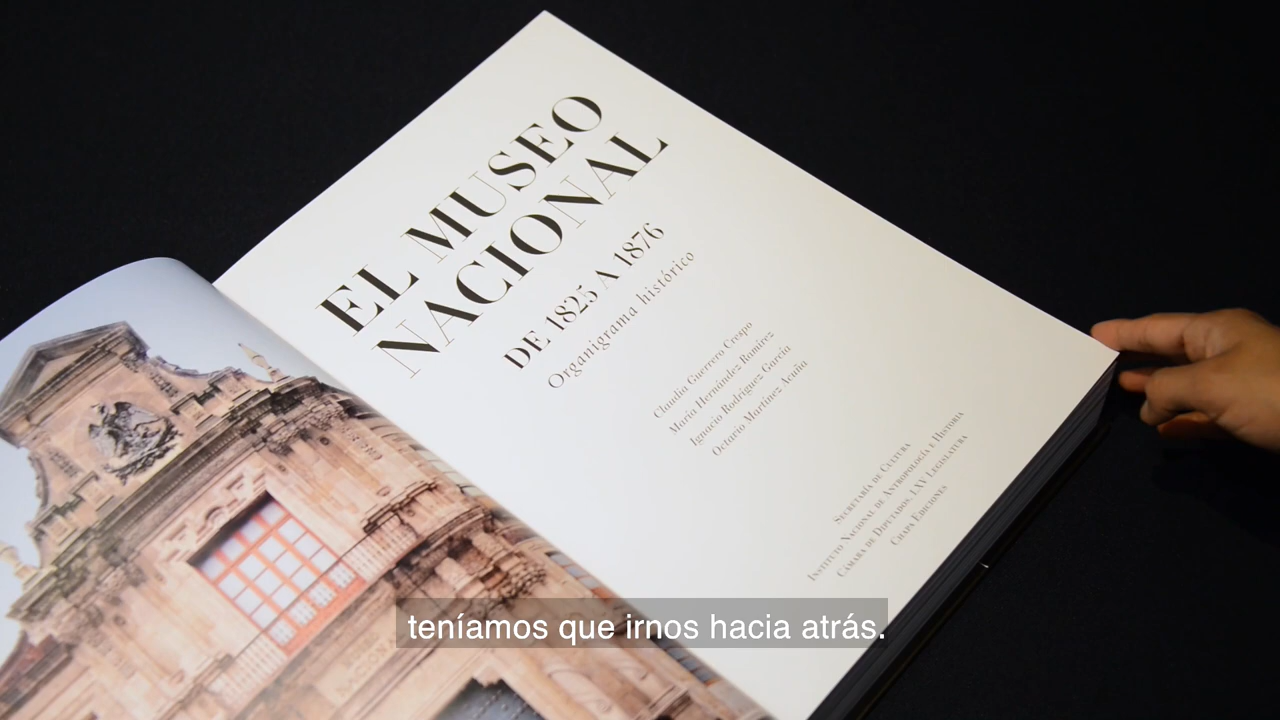 EL MUSEO
NACIONAL
DE 1825 A 1876
Organigrama histórico
Claudia Guerrero Crespo
María Hernández Ramírez
Ignacio Rodríguez García
Octavio Martínez Acuña
Secretaría de Cultura
Instituto Nacional de Antropología e Historia
Cámara de Diputados, LXV Legislatura
Chapa Ediciones
teníamos que irnos hacia atrás.